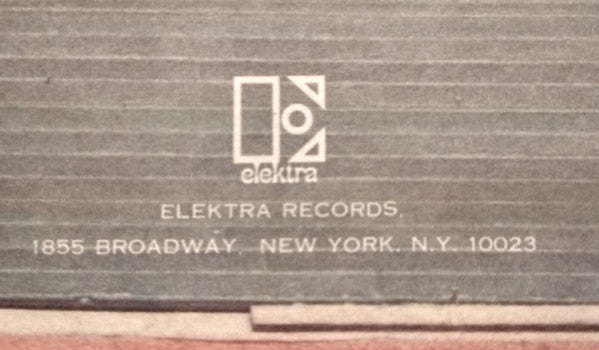 elektra
ELEKTRA RECORDS,
1855 BROADWAY, NEW YORK, N.Y. 10023